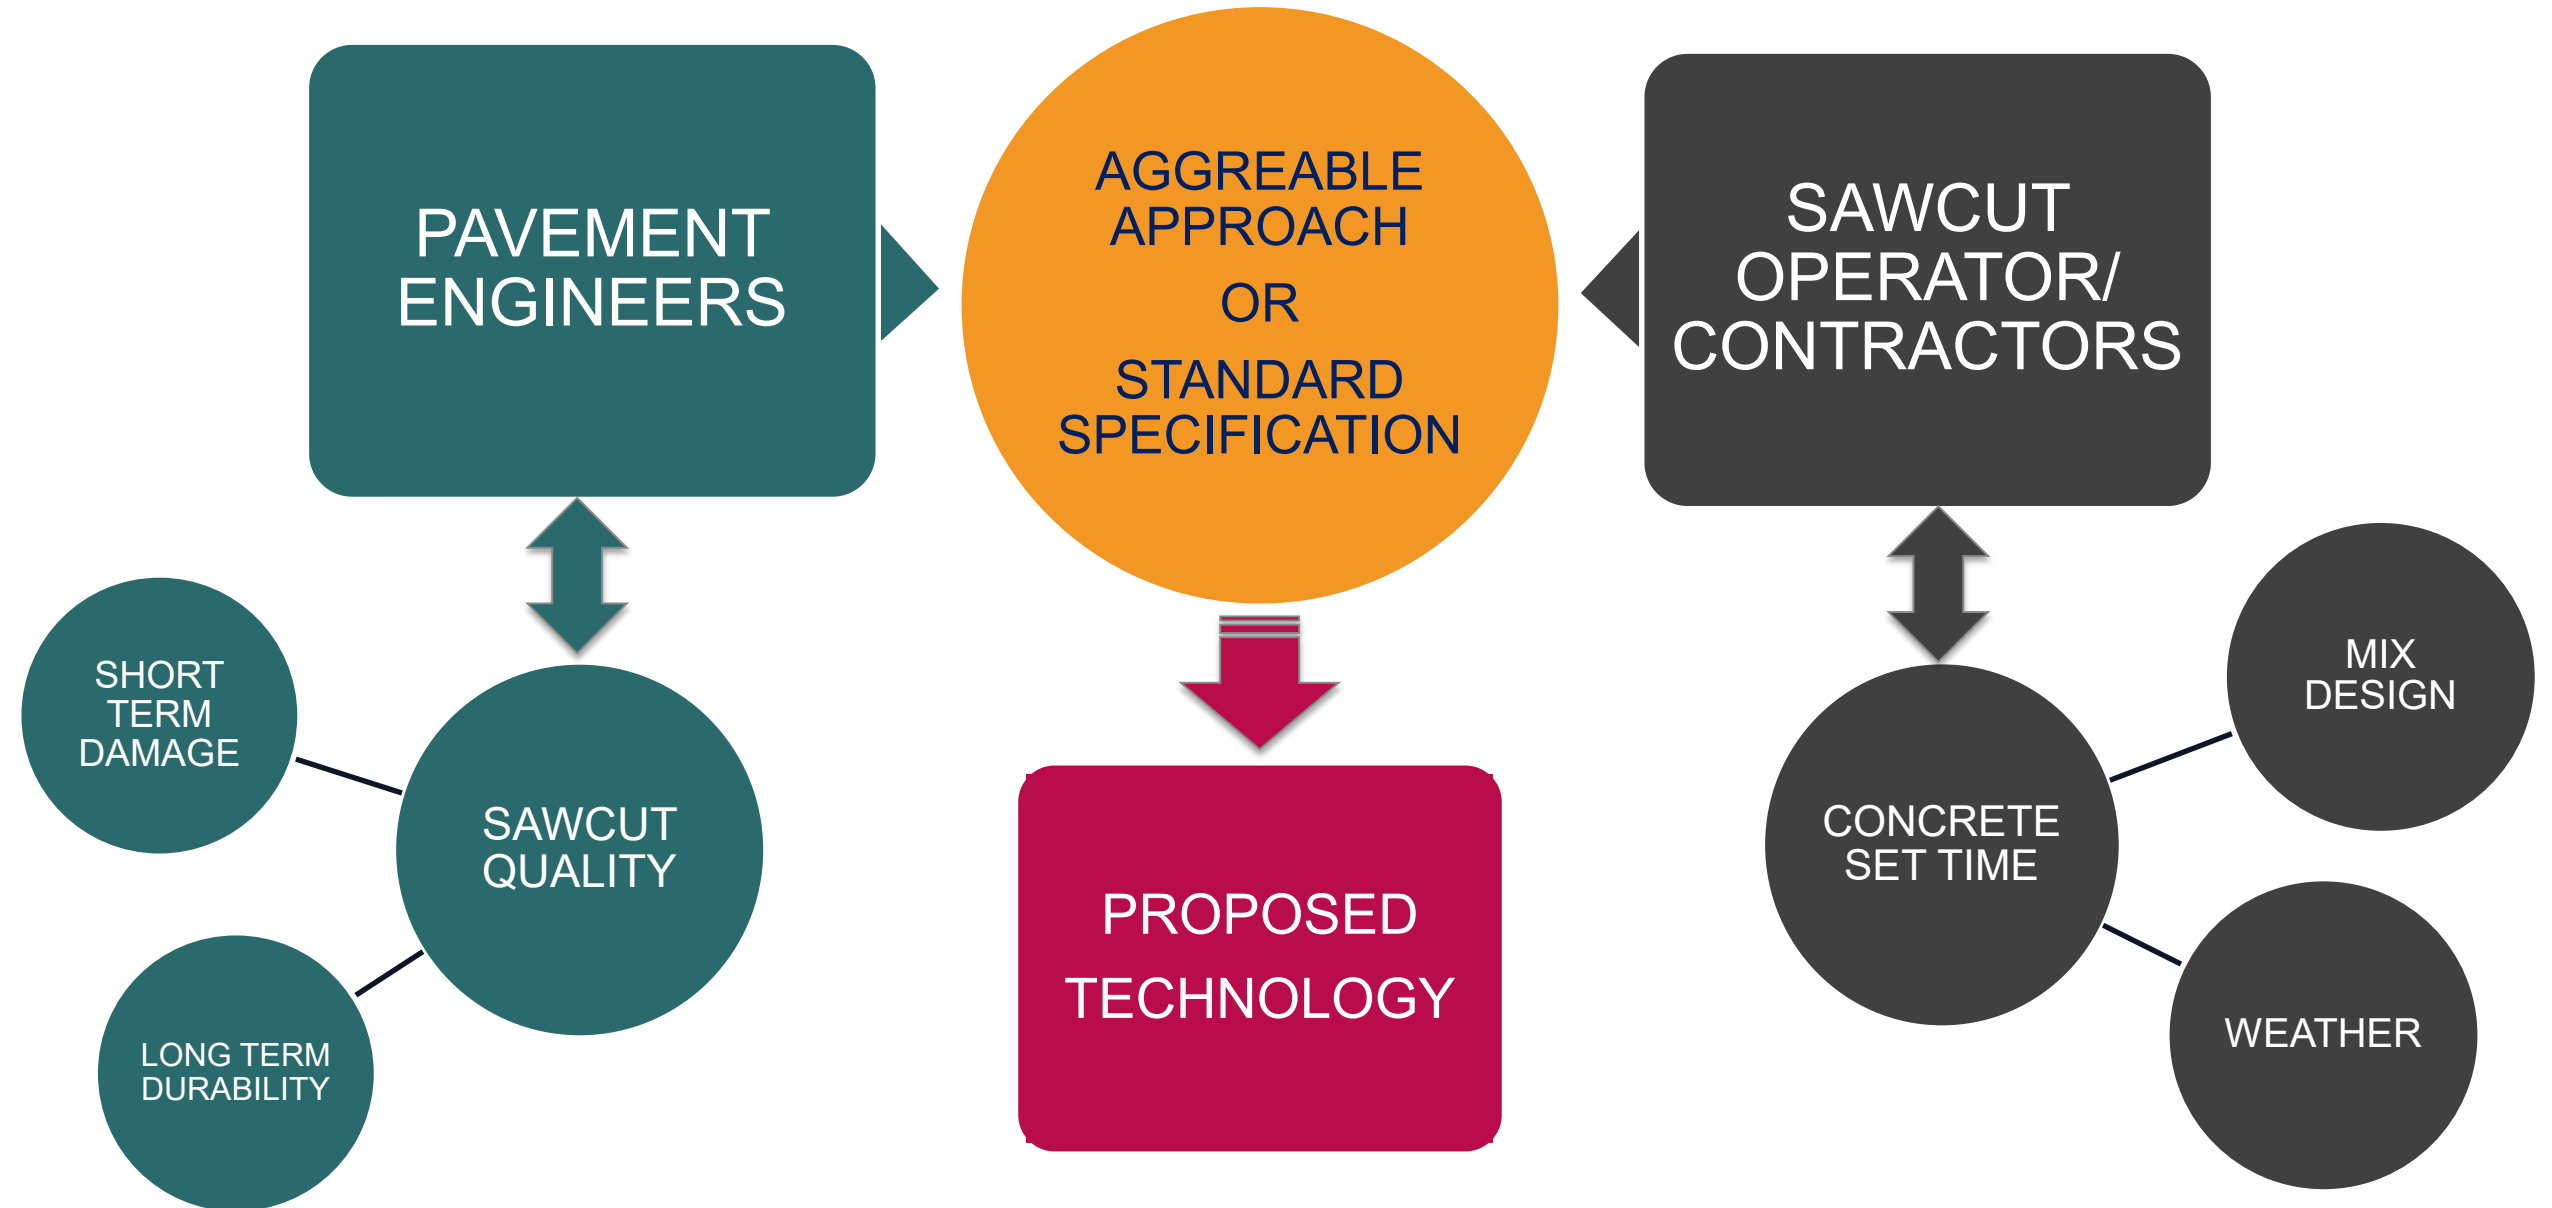 PAVEMENT
ENGINEERS
AGGREABLE
APPROACH
OR
STANDARD
SPECIFICATION
SAWCUT
OPERATOR/
CONTRACTORS
SHORT
TERM
DAMAGE
SAWCUT
QUALITY
LONG TERM
DURABILITY
PROPOSED
TECHNOLOGY
CONCRETE
SET TIME
MIX
DESIGN
WEATHER